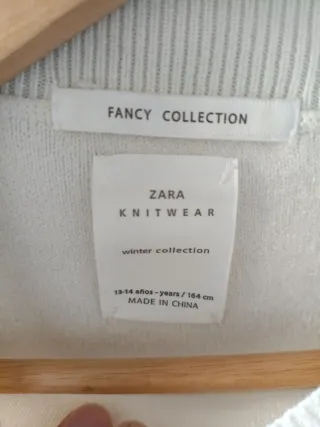 FANCY COLLECTION
ZARA
KNITWEAR
winter collection
13-14 años - years / 164 cm
MADE IN CHINA